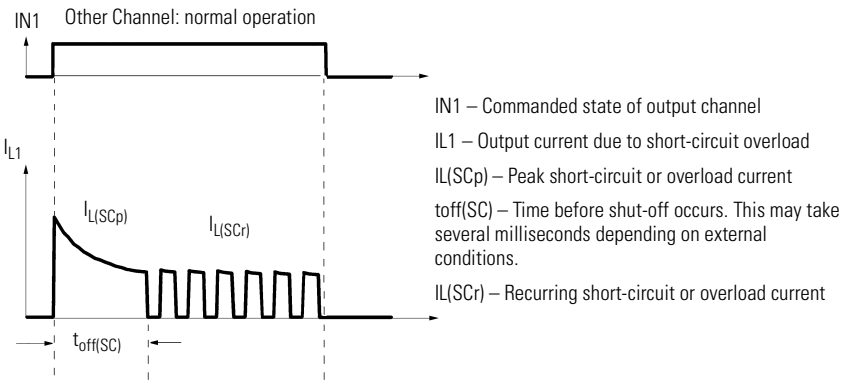 IN1
Other Channel: normal operation
IL1
IL(SCp)
IL(SCr)
toff(SC)
IN1 – Commanded state of output channel
IL1 – Output current due to short-circuit overload
IL(SCp) – Peak short-circuit or overload current
toff(SC) – Time before shut-off occurs. This may take
several milliseconds depending on external
conditions.
IL(SCr) – Recurring short-circuit or overload current